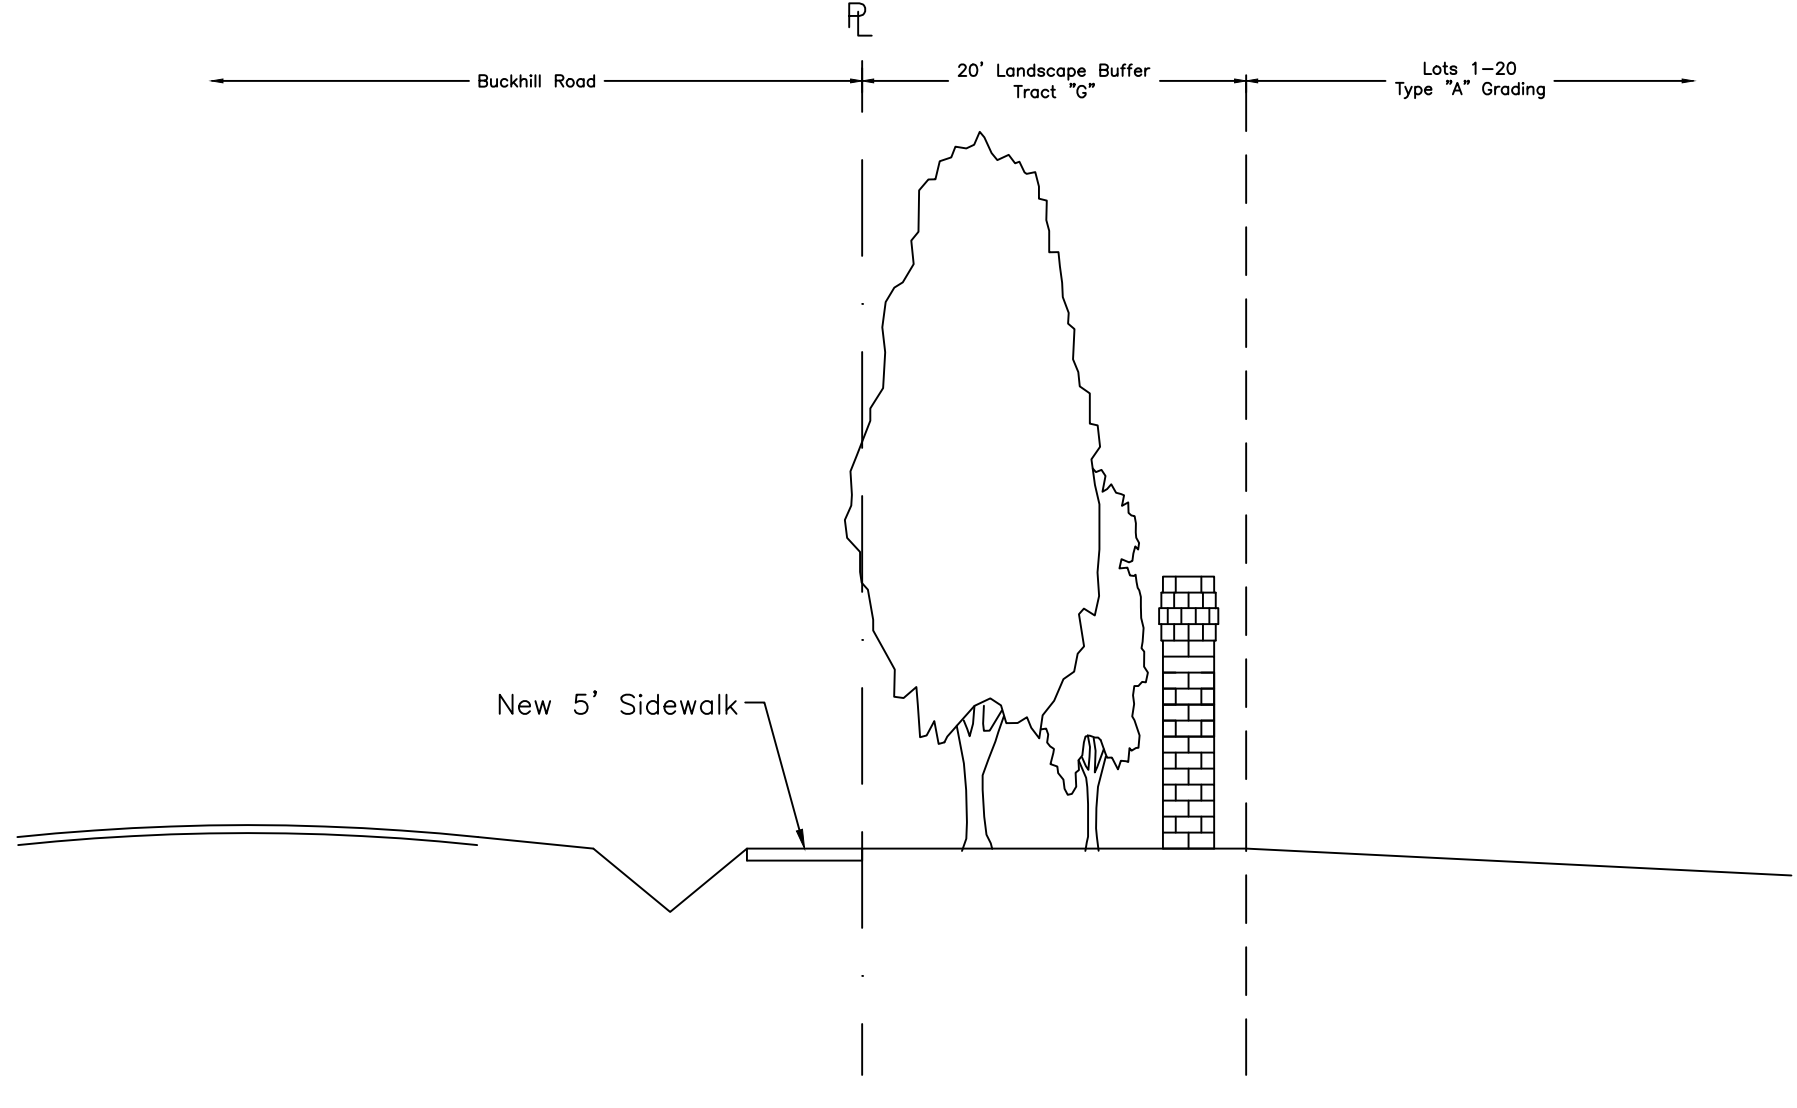 PL
Buckhill Road
20' Landscape Buffer
Tract "G"
Lots 1-20
Type "A" Grading
New 5' Sidewalk